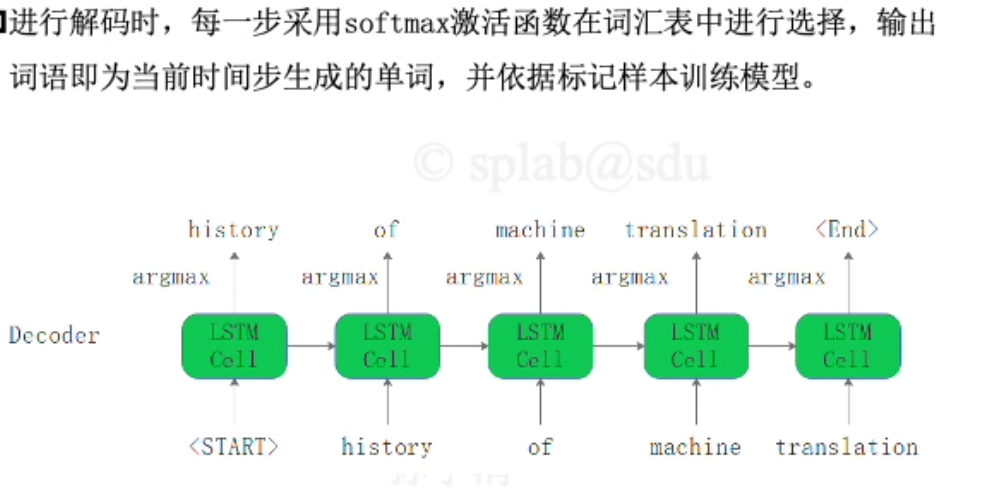 进行解码时，每一步采用softmax激活函数在词汇表中进行选择，输出
词语即为当前时间步生成的单词，并依据标记样本训练模型。
© splab@sdu
history of machine translation <End>
argmax argmax argmax argmax argmax
Decoder
LSTM LSTM LSTM LSTM LSTM
Cell Cell Cell Cell Cell
<START> history of machine translation